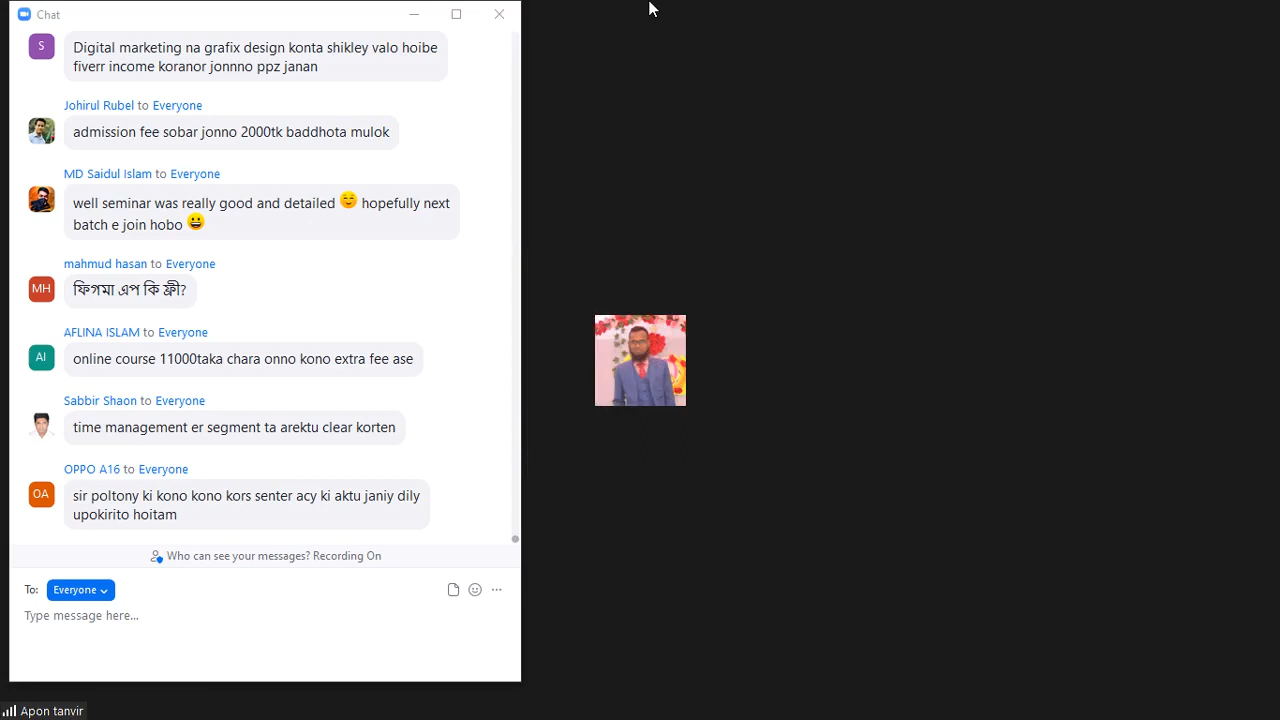 Chat
S
Digital marketing na grafix design konta shikley valo hoibe
fiverr income koranor jonnno ppz janan
Johirul Rubel to Everyone
admission fee sobar jonno 2000tk baddhota mulok
MD Saidul Islam to Everyone
well seminar was really good and detailed 😊 hopefully next
batch e join hobo 😀
mahmud hasan to Everyone
MH
ফিগমা এপ কি ফ্রী?
AFLINA ISLAM to Everyone
AI
online course 11000taka chara onno kono extra fee ase
Sabbir Shaon to Everyone
time management er segment ta arektu clear korten
OPPO A16 to Everyone
OA
sir poltony ki kono kono kors senter acy ki aktu janiy dily
upokirito hoitam
Who can see your messages? Recording On
To: Everyone
Type message here...
Apon tanvir